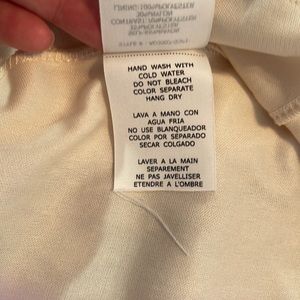 HAND WASH WITH
COLD WATER
DO NOT BLEACH
COLOR SEPARATE
HANG DRY
LAVA A MANO CON
AGUA FRIA
NO USE BLANQUEADOR
COLOR POR SEPARADO
SECAR COLGADO
LAVER A LA MAIN
SEPAREMENT
NE PAS JAVELLISER
ETENDRE A L'OMBRE